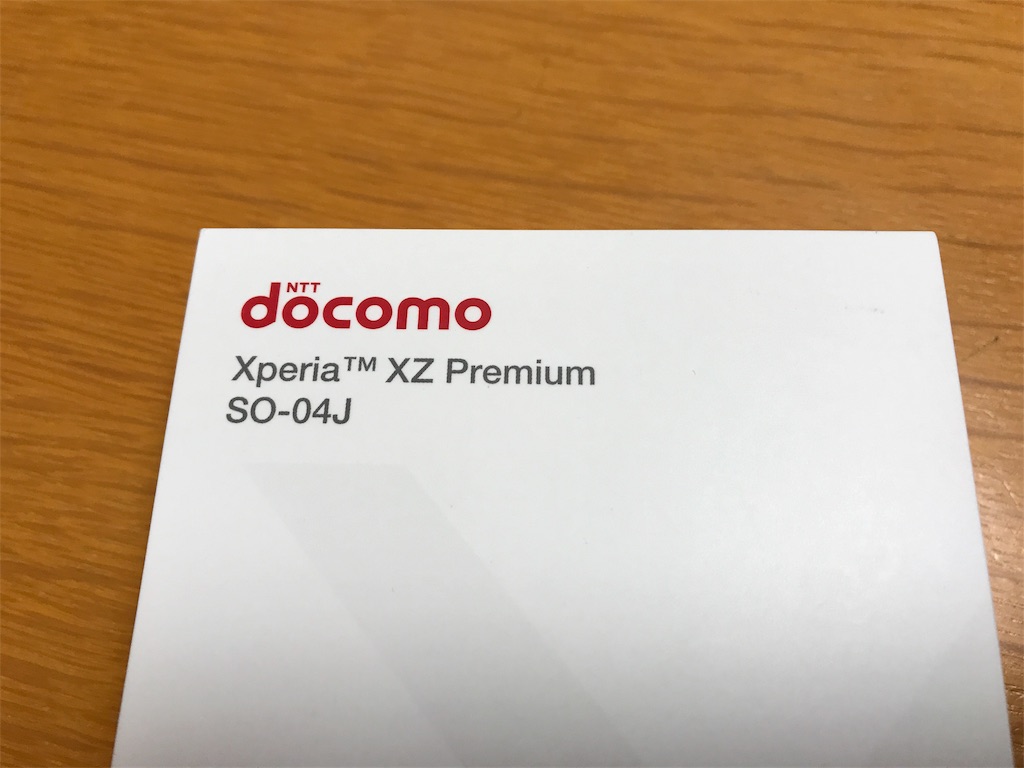 NTT
docomo
Xperia™ XZ Premium
SO-04J